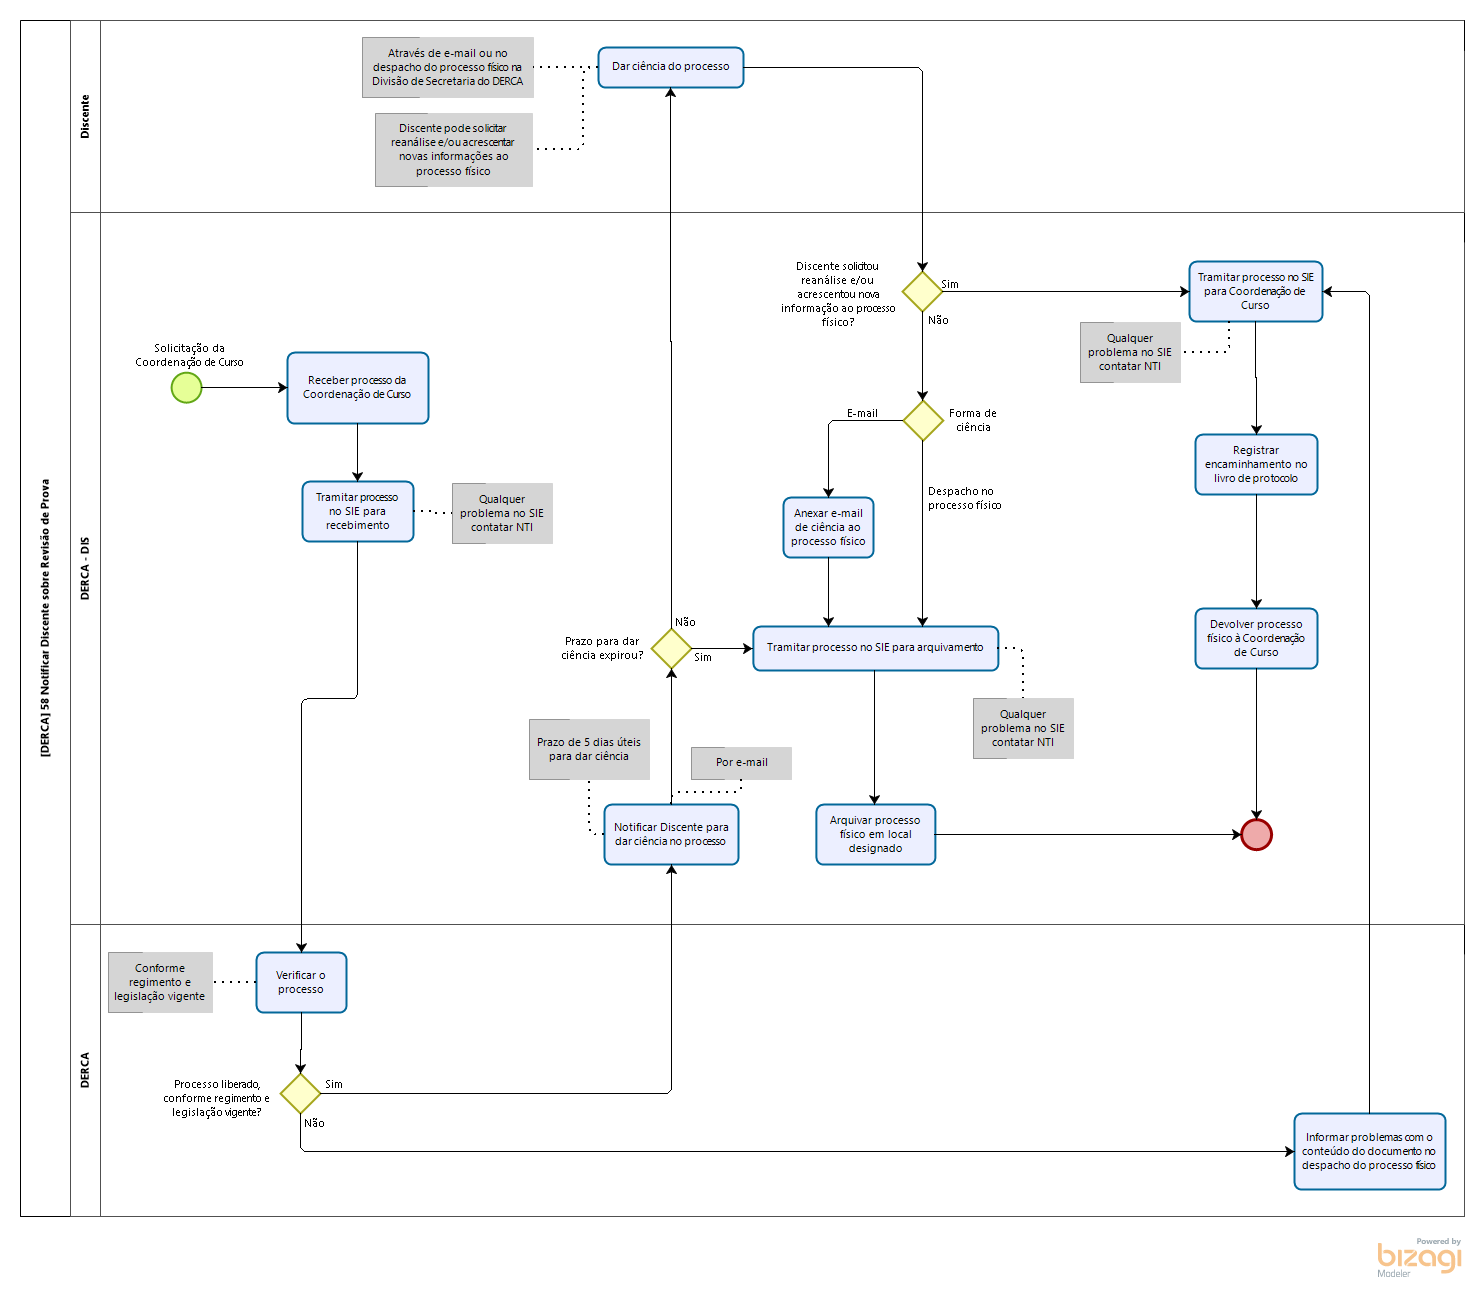 [DERCA] 58 Notificar Discente sobre Revisão de Prova
Discente
Através de e-mail ou no
despacho do processo físico na
Divisão de Secretaria do DERCA
Dar ciência do processo
Discente pode solicitar
reanálise e/ou acrescentar
novas informações ao
processo físico
DERCA - DIS
Solicitação da
Coordenação de Curso
Receber processo da
Coordenação de Curso
Tramitar processo
no SIE para
recebimento
Qualquer
problema no SIE
contatar NTI
Discente solicitou
reanálise e/ou
acrescentou nova
informação ao processo
físico?
Sim
Não
Tramitar processo no SIE
para Coordenação de
Curso
Qualquer
problema no SIE
contatar NTI
E-mail
Forma de
ciência
Registrar
encaminhamento no
livro de protocolo
Despacho no
processo físico
Anexar e-mail
de ciência ao
processo físico
Prazo para dar
ciência expirou?
Não
Sim
Tramitar processo no SIE para arquivamento
Devolver processo
físico à Coordenação
de Curso
Qualquer
problema no SIE
contatar NTI
Prazo de 5 dias úteis
para dar ciência
Por e-mail
Notificar Discente para
dar ciência no processo
Arquivar processo
físico em local
designado
DERCA
Conforme
regimento e
legislação vigente
Verificar o
processo
Processo liberado,
conforme regimento e
legislação vigente?
Sim
Não
Informar problemas com o
conteúdo do documento no
despacho do processo físico
Powered by
bizagi
Modeler